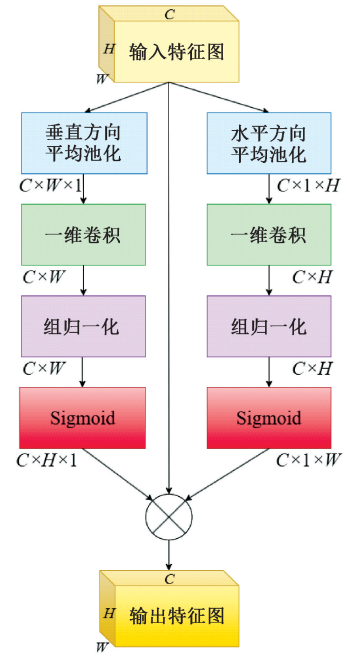 C
H
W
输入特征图
垂直方向
平均池化
水平方向
平均池化
C×W×1
C×1×H
一维卷积
一维卷积
C×W
C×H
组归一化
组归一化
C×W
C×H
Sigmoid
Sigmoid
C×H×1
C×1×W
C
H
W
输出特征图